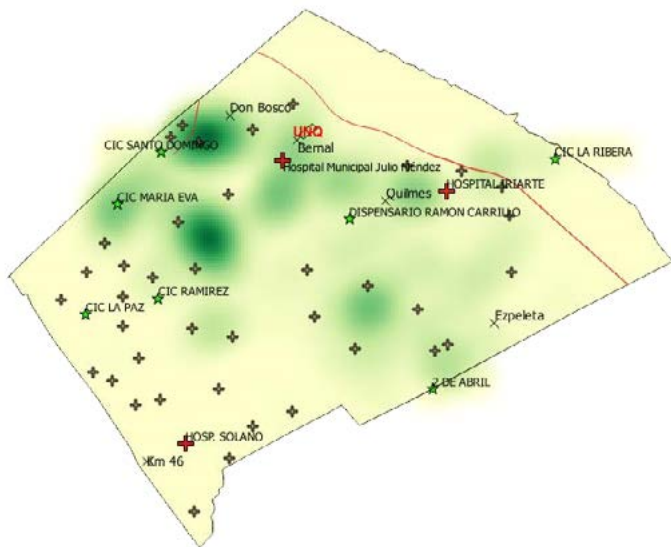 Don Bosco
UNQ
Bernal
CIC SANTO DOMINGO
Hospital Municipal Julio Méndez
CIC LA RIBERA
CIC MARIA EVA
Quilmes
HOSPITAL IRIARTE
DISPENSARIO RAMON CARRILLO
CIC RAMIREZ
CIC LA PAZ
Ezpeleta
2 DE ABRIL
HOSP. SOLANO
Km 46